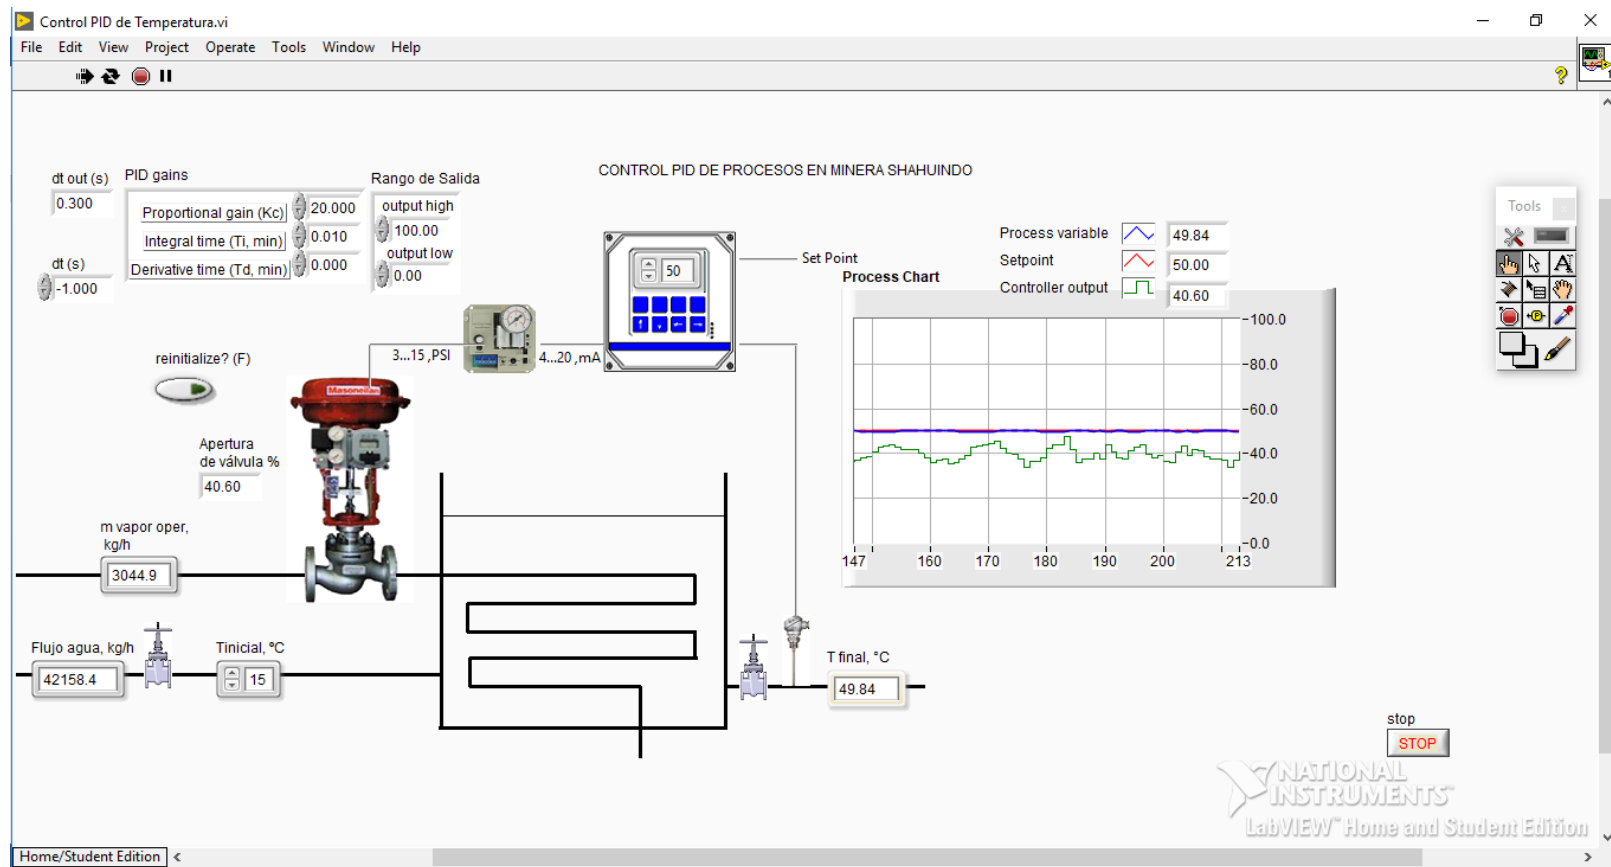 Control PID de Temperatura.vi
File Edit View Project Operate Tools Window Help
CONTROL PID DE PROCESOS EN MINERA SHAHUINDO
dt out (s)
0.300
dt (s)
-1.000
PID gains
Proportional gain (Kc) 20.000
Integral time (Ti, min) 0.010
Derivative time (Td, min) 0.000
Rango de Salida
output high
100.00
output low
0.00
reinitialize? (F)
3...15 ,PSI
4...20 ,mA
50
Set Point
Masoneilan
Apertura
de válvula %
40.60
m vapor oper,
kg/h
3044.9
Flujo agua, kg/h
42158.4
Tinicial, ºC
15
T final, °C
49.84
Process variable 49.84
Setpoint 50.00
Controller output 40.60
Process Chart
100.0
80.0
60.0
40.0
20.0
0.0
147 160 170 180 190 200 213
Tools
stop
STOP
NATIONAL
INSTRUMENTS
LabVIEW™ Home and Student Edition
Home/Student Edition